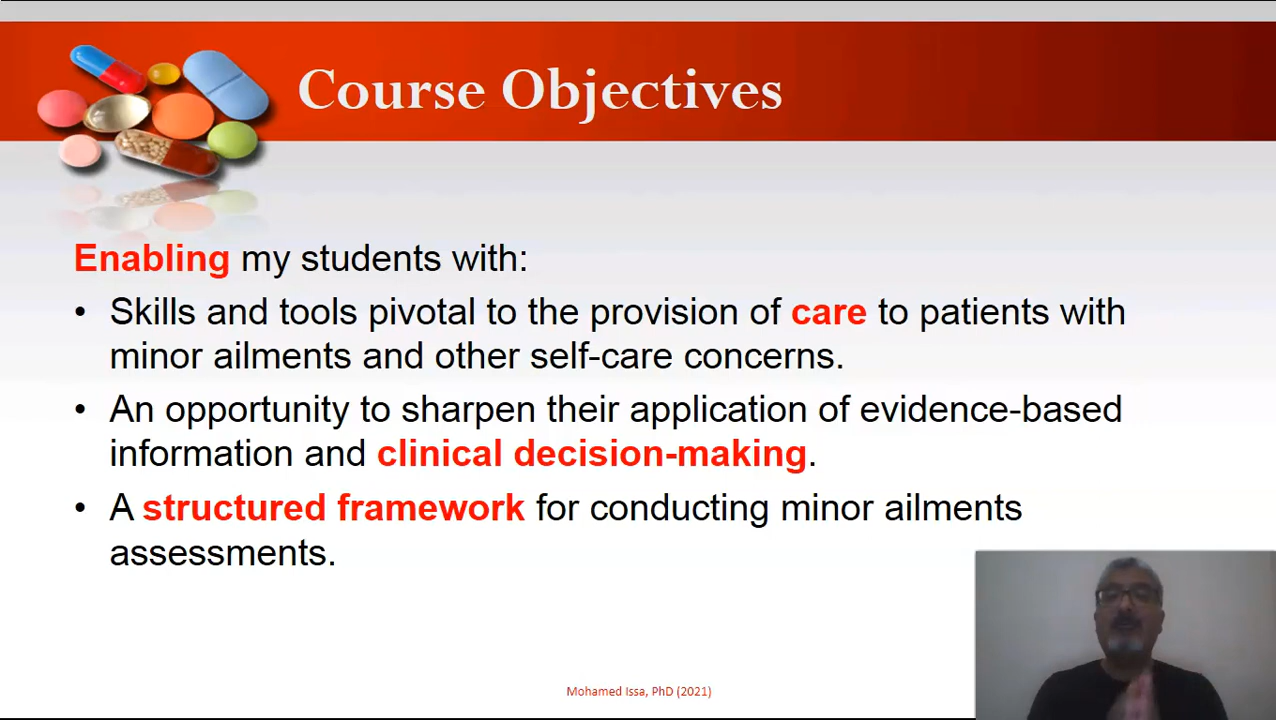 Course Objectives
Enabling my students with:
• Skills and tools pivotal to the provision of care to patients with
minor ailments and other self-care concerns.
• An opportunity to sharpen their application of evidence-based
information and clinical decision-making.
• A structured framework for conducting minor ailments
assessments.
Mohamed Issa, PhD (2021)